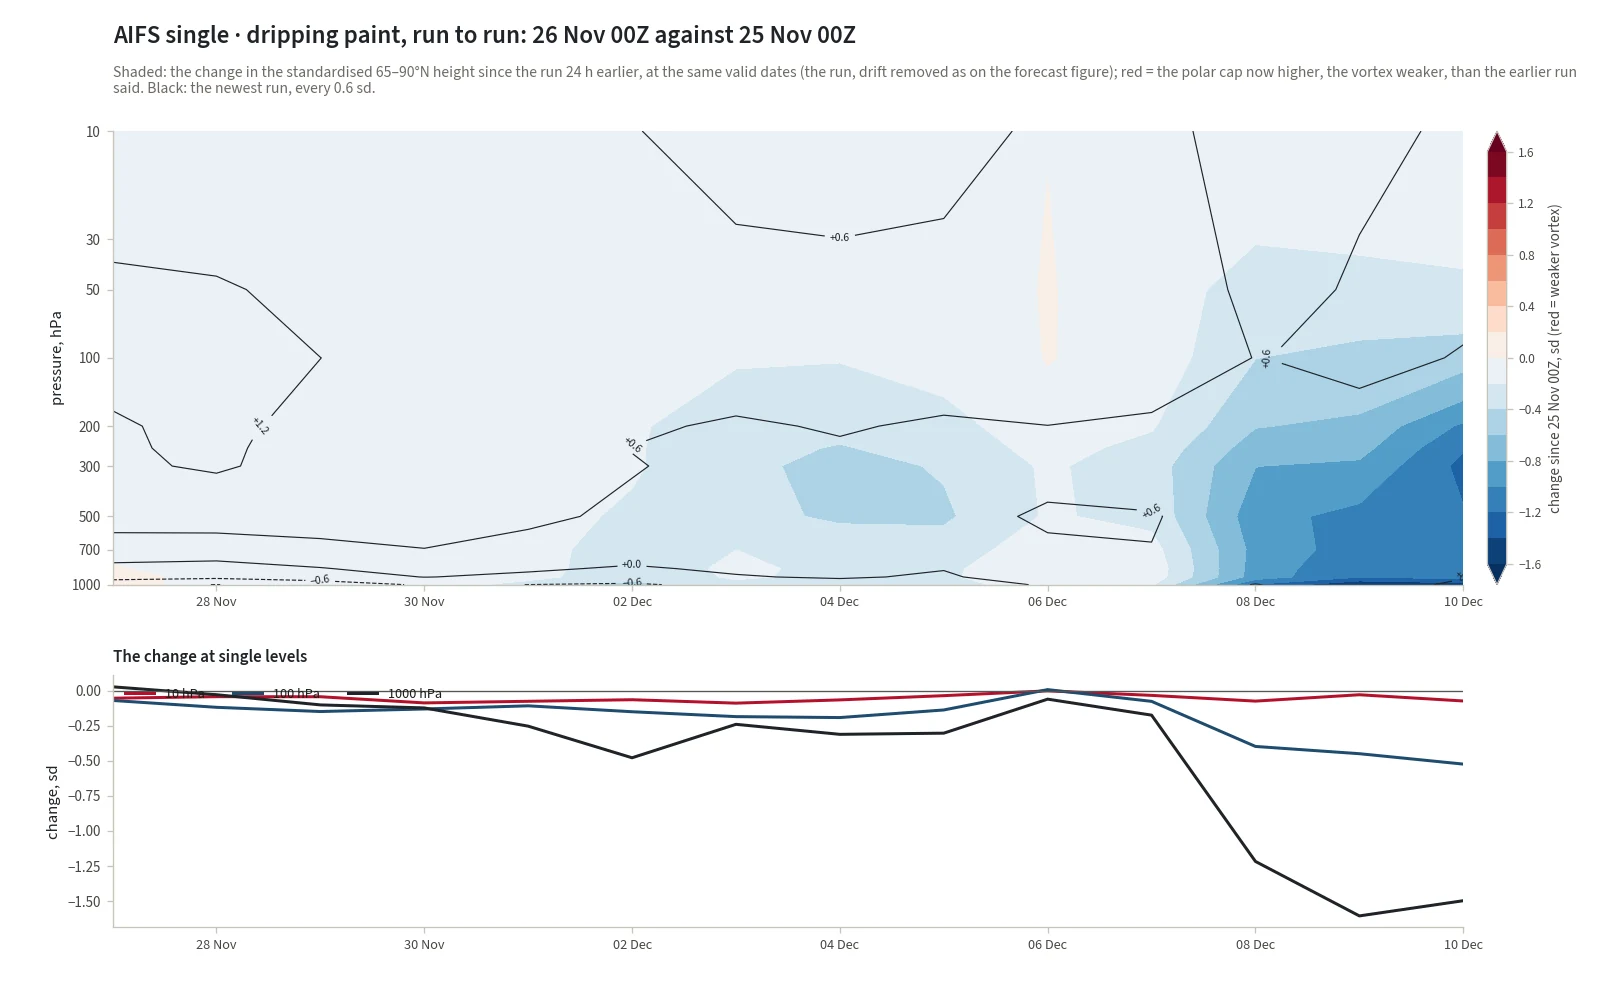 AIFS single · dripping paint, run to run: 26 Nov 00Z against 25 Nov 00Z
Shaded: the change in the standardised 65–90°N height since the run 24 h earlier, at the same valid dates (the run, drift removed as on the forecast figure); red = the polar cap now higher, the vortex weaker, than the earlier run
said. Black: the newest run, every 0.6 sd.
pressure, hPa
10
30
50
100
200
300
500
700
1000
+0.6
+1.2
+0.6
+0.6
+0.6
+0.0
−0.6
−0.6
28 Nov
30 Nov
02 Dec
04 Dec
06 Dec
08 Dec
10 Dec
1.6
1.2
0.8
0.4
0.0
−0.4
−0.8
−1.2
−1.6
change since 25 Nov 00Z, sd (red = weaker vortex)
The change at single levels
10 hPa
100 hPa
1000 hPa
change, sd
0.00
−0.25
−0.50
−0.75
−1.00
−1.25
−1.50
28 Nov
30 Nov
02 Dec
04 Dec
06 Dec
08 Dec
10 Dec